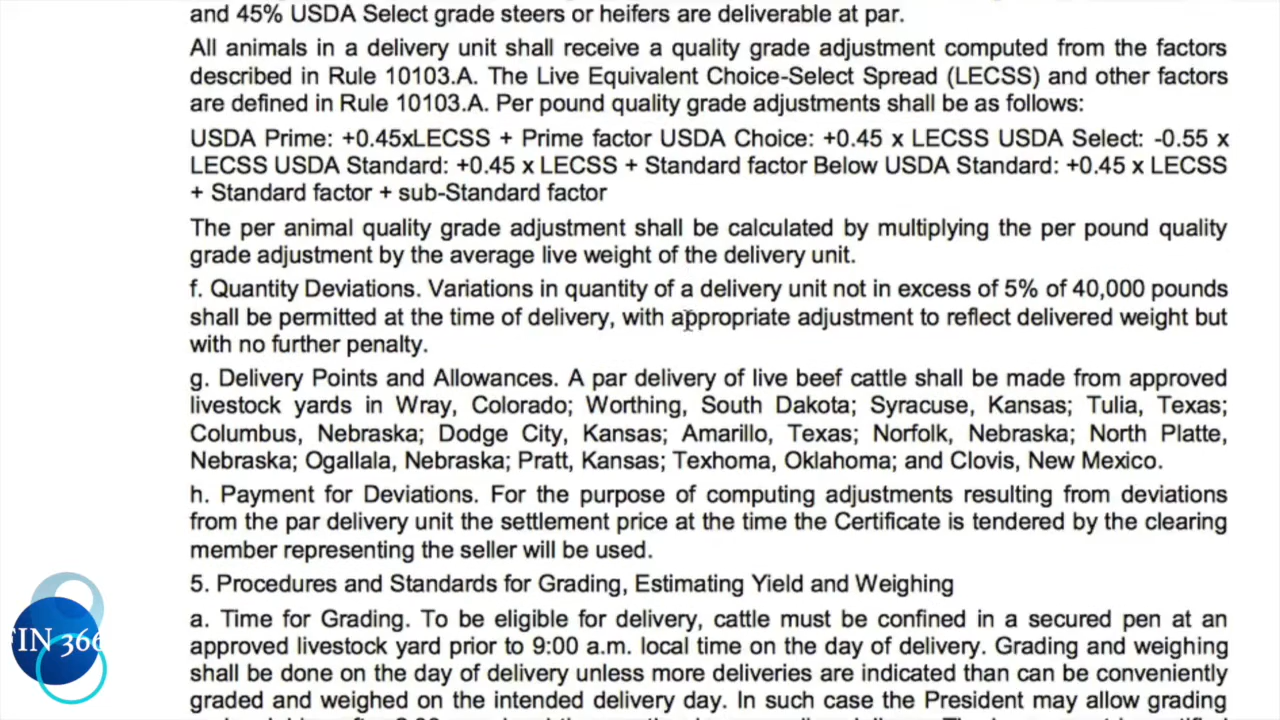 and 45% USDA Select grade steers or heifers are deliverable at par.
All animals in a delivery unit shall receive a quality grade adjustment computed from the factors
described in Rule 10103.A. The Live Equivalent Choice-Select Spread (LECSS) and other factors
are defined in Rule 10103.A. Per pound quality grade adjustments shall be as follows:
USDA Prime: +0.45xLECSS + Prime factor USDA Choice: +0.45 x LECSS USDA Select: -0.55 x
LECSS USDA Standard: +0.45 x LECSS + Standard factor Below USDA Standard: +0.45 x LECSS
+ Standard factor + sub-Standard factor
The per animal quality grade adjustment shall be calculated by multiplying the per pound quality
grade adjustment by the average live weight of the delivery unit.
f. Quantity Deviations. Variations in quantity of a delivery unit not in excess of 5% of 40,000 pounds
shall be permitted at the time of delivery, with appropriate adjustment to reflect delivered weight but
with no further penalty.
g. Delivery Points and Allowances. A par delivery of live beef cattle shall be made from approved
livestock yards in Wray, Colorado; Worthing, South Dakota; Syracuse, Kansas; Tulia, Texas;
Columbus, Nebraska; Dodge City, Kansas; Amarillo, Texas; Norfolk, Nebraska; North Platte,
Nebraska; Ogallala, Nebraska; Pratt, Kansas; Texhoma, Oklahoma; and Clovis, New Mexico.
h. Payment for Deviations. For the purpose of computing adjustments resulting from deviations
from the par delivery unit the settlement price at the time the Certificate is tendered by the clearing
member representing the seller will be used.
5. Procedures and Standards for Grading, Estimating Yield and Weighing
a. Time for Grading. To be eligible for delivery, cattle must be confined in a secured pen at an
approved livestock yard prior to 9:00 a.m. local time on the day of delivery. Grading and weighing
shall be done on the day of delivery unless more deliveries are indicated than can be conveniently
graded and weighed on the intended delivery day. In such case the President may allow grading
FIN 366